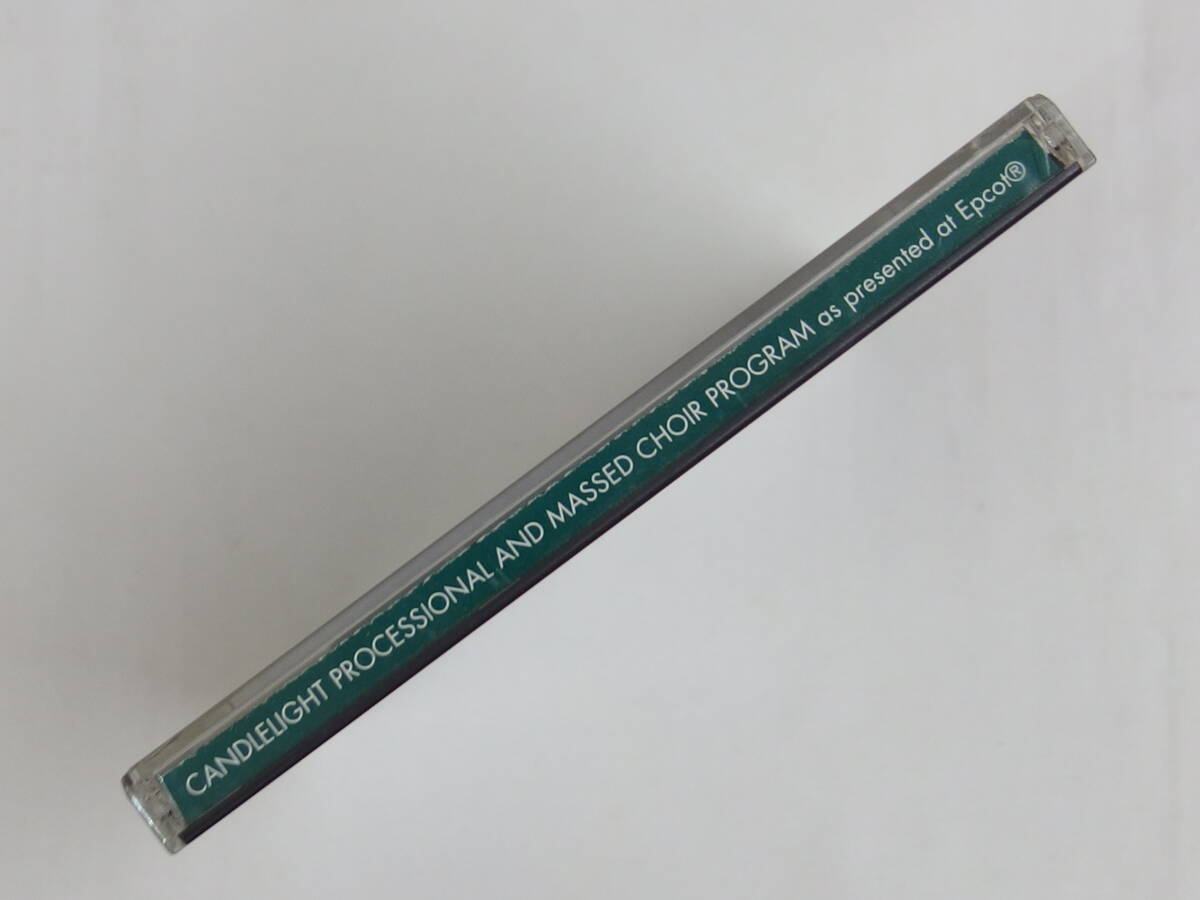 CANDLELIGHT PROCESSIONAL AND MASSED CHOIR PROGRAM as presented at Epcot®